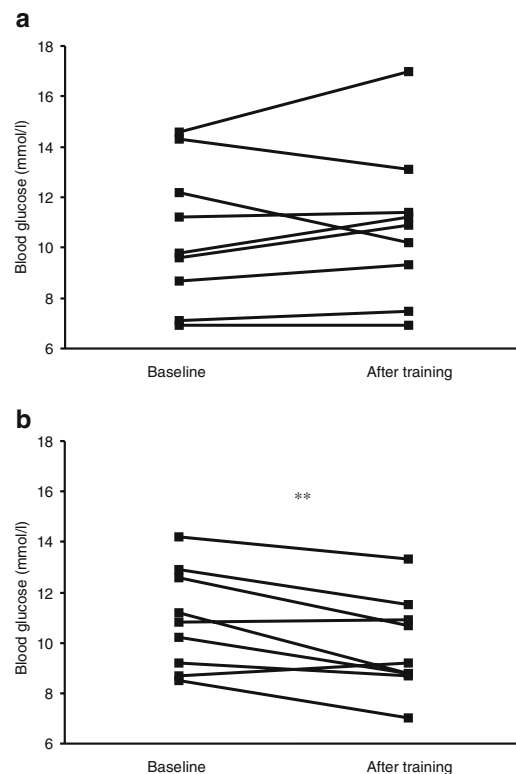 a
18
16
14
12
10
8
6
Blood glucose (mmol/l)
Baseline After training
b
18
16
14
12
10
8
6
Blood glucose (mmol/l)
**
Baseline After training